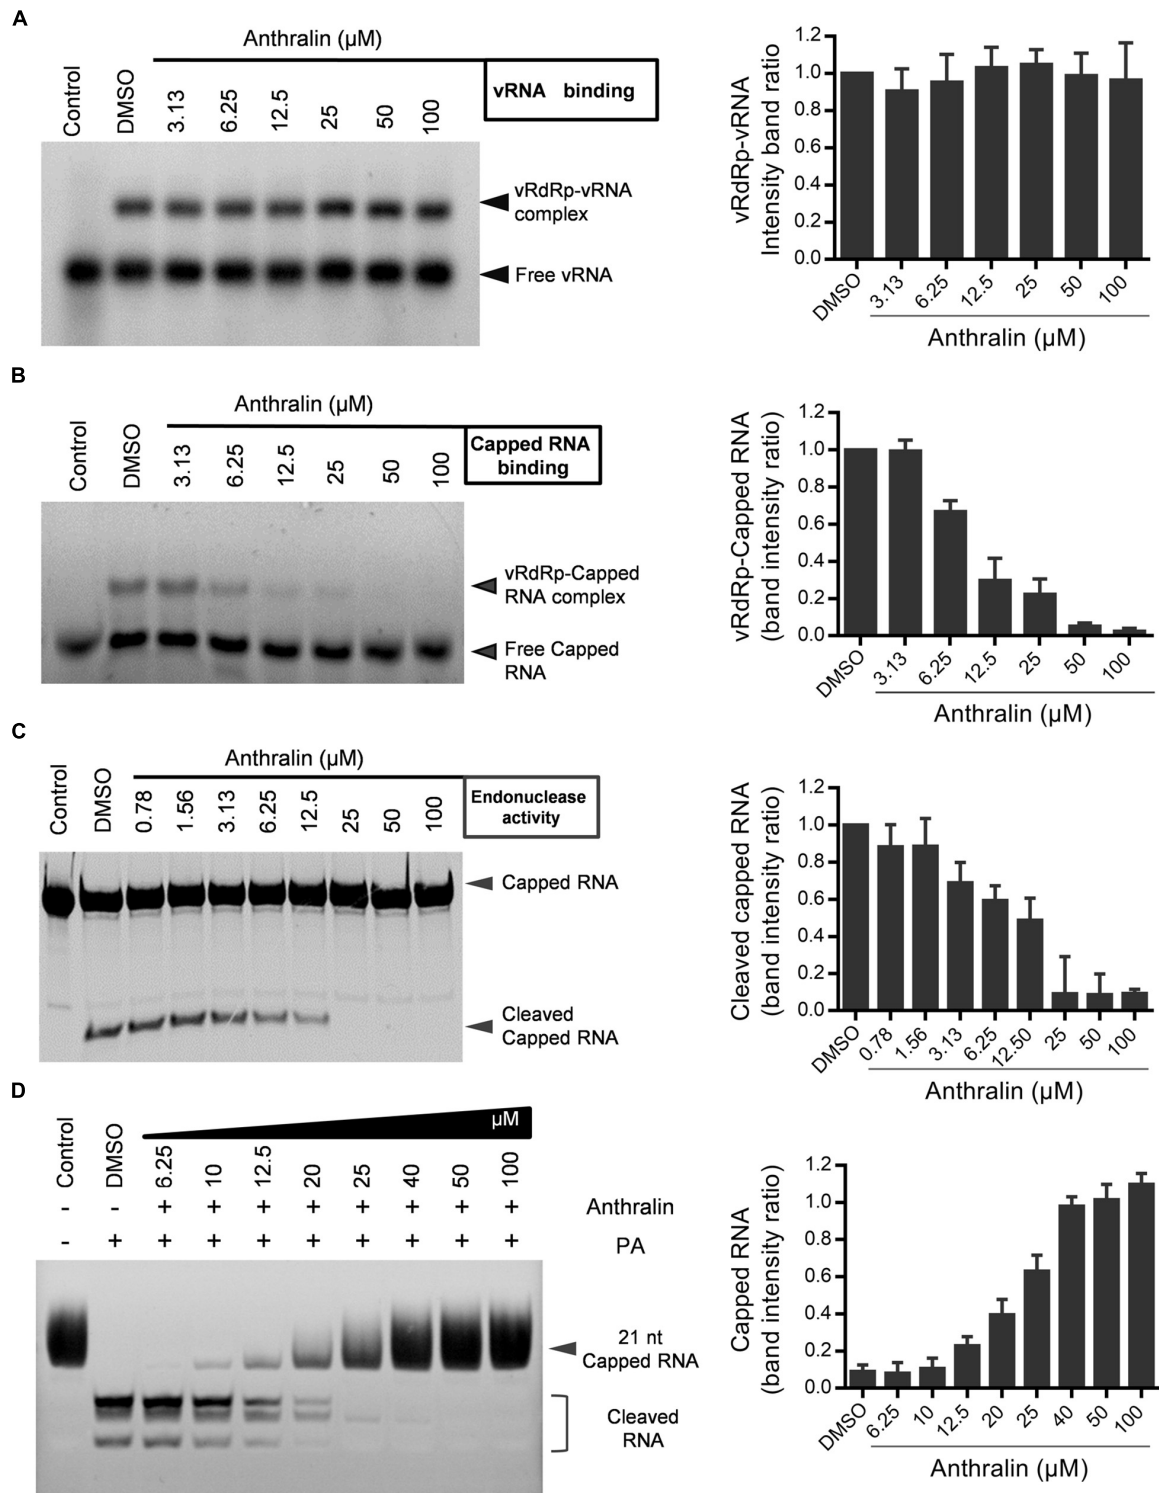 A
Anthralin (µM)
Control
DMSO
3.13
6.25
12.5
25
50
100
vRNA binding
vRdRp-vRNA
complex
Free vRNA
vRdRp-vRNA
Intensity band ratio
1.2
1.0
0.8
0.6
0.4
0.2
0.0
DMSO
3.13
6.25
12.5
25
50
100
Anthralin (µM)
B
Anthralin (µM)
Control
DMSO
3.13
6.25
12.5
25
50
100
Capped RNA
binding
vRdRp-Capped
RNA complex
Free Capped
RNA
vRdRp-Capped RNA
(band intensity ratio)
1.2
1.0
0.8
0.6
0.4
0.2
0.0
DMSO
3.13
6.25
12.5
25
50
100
Anthralin (µM)
C
Anthralin (µM)
Control
DMSO
0.78
1.56
3.13
6.25
12.5
25
50
100
Endonuclease
activity
Capped RNA
Cleaved
Capped RNA
Cleaved capped RNA
(band intensity ratio)
1.2
1.0
0.8
0.6
0.4
0.2
0.0
DMSO
0.78
1.56
3.13
6.25
12.50
25
50
100
Anthralin (µM)
D
µM
Control
DMSO
6.25
10
12.5
20
25
40
50
100
- - + + + + + + + + Anthralin
- + + + + + + + + + PA
21 nt
Capped RNA
Cleaved
RNA
Capped RNA
(band intensity ratio)
1.2
1.0
0.8
0.6
0.4
0.2
0.0
DMSO
6.25
10
12.5
20
25
40
50
100
Anthralin (µM)